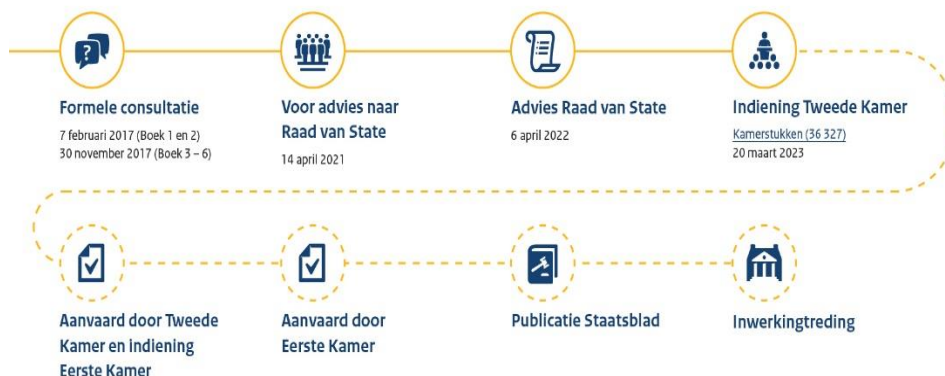 ?
Formele consultatie
7 februari 2017 (Boek 1 en 2)
30 november 2017 (Boek 3 – 6)
Voor advies naar
Raad van State
14 april 2021
Advies Raad van State
6 april 2022
Indiening Tweede Kamer
Kamerstukken (36 327)
20 maart 2023
Aanvaard door Tweede
Kamer en indiening
Eerste Kamer
Aanvaard door
Eerste Kamer
Publicatie Staatsblad
Inwerkingtreding